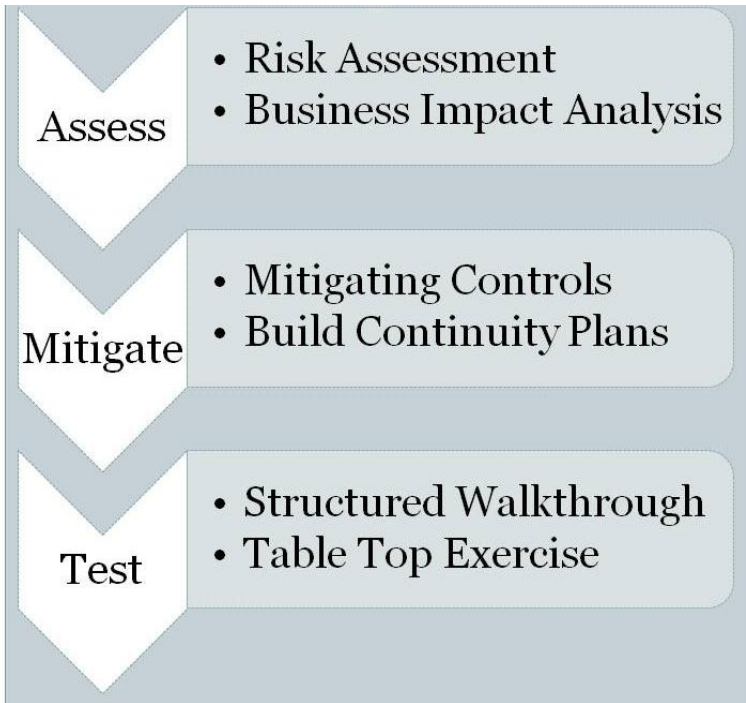 Assess
• Risk Assessment
• Business Impact Analysis
Mitigate
• Mitigating Controls
• Build Continuity Plans
Test
• Structured Walkthrough
• Table Top Exercise